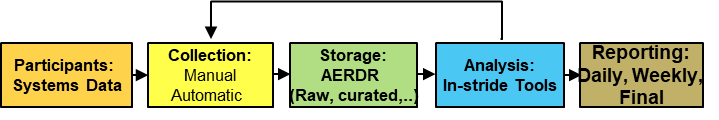 Participants:
Systems Data
Collection:
Manual
Automatic
Storage:
AERDR
(Raw, curated,..)
Analysis:
In-stride Tools
Reporting:
Daily, Weekly,
Final